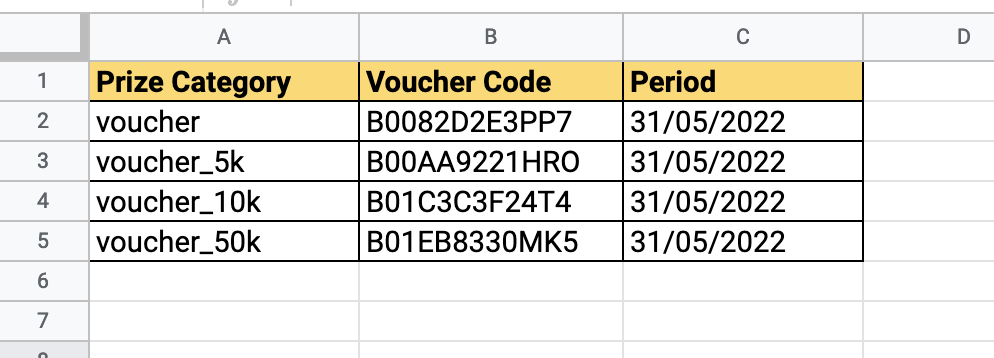 A B C D
1 Prize Category Voucher Code Period
2 voucher B0082D2E3PP7 31/05/2022
3 voucher_5k B00AA9221HRO 31/05/2022
4 voucher_10k B01C3C3F24T4 31/05/2022
5 voucher_50k B01EB8330MK5 31/05/2022
6
7